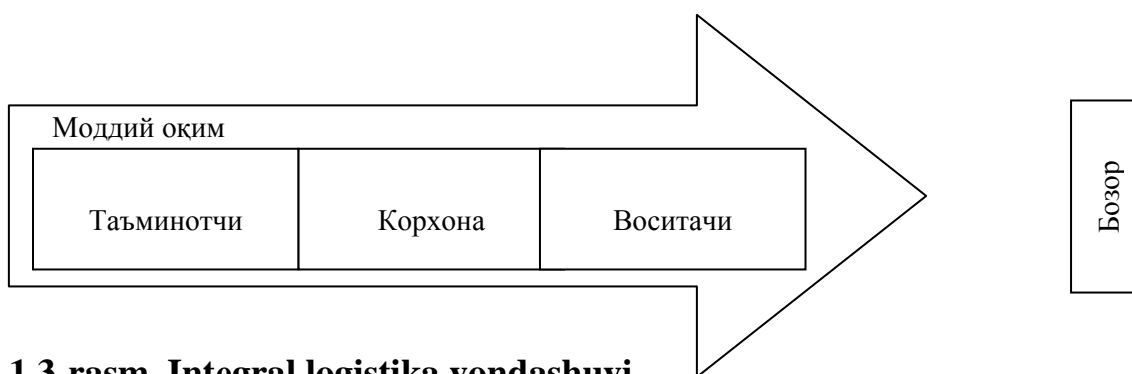 Моддий оқим
Таъминотчи Корхона Воситачи
Бозор
1.3-rasm. Integral logistika yondashuvi